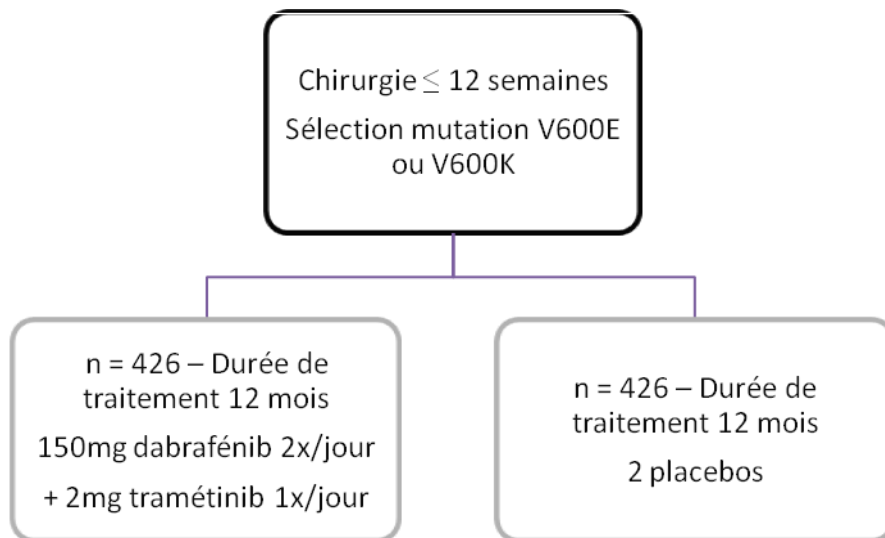 Chirurgie ≤ 12 semaines
Sélection mutation V600E
ou V600K
n = 426 – Durée de
traitement 12 mois
150mg dabrafénib 2x/jour
+ 2mg tramétinib 1x/jour
n = 426 – Durée de
traitement 12 mois
2 placebos